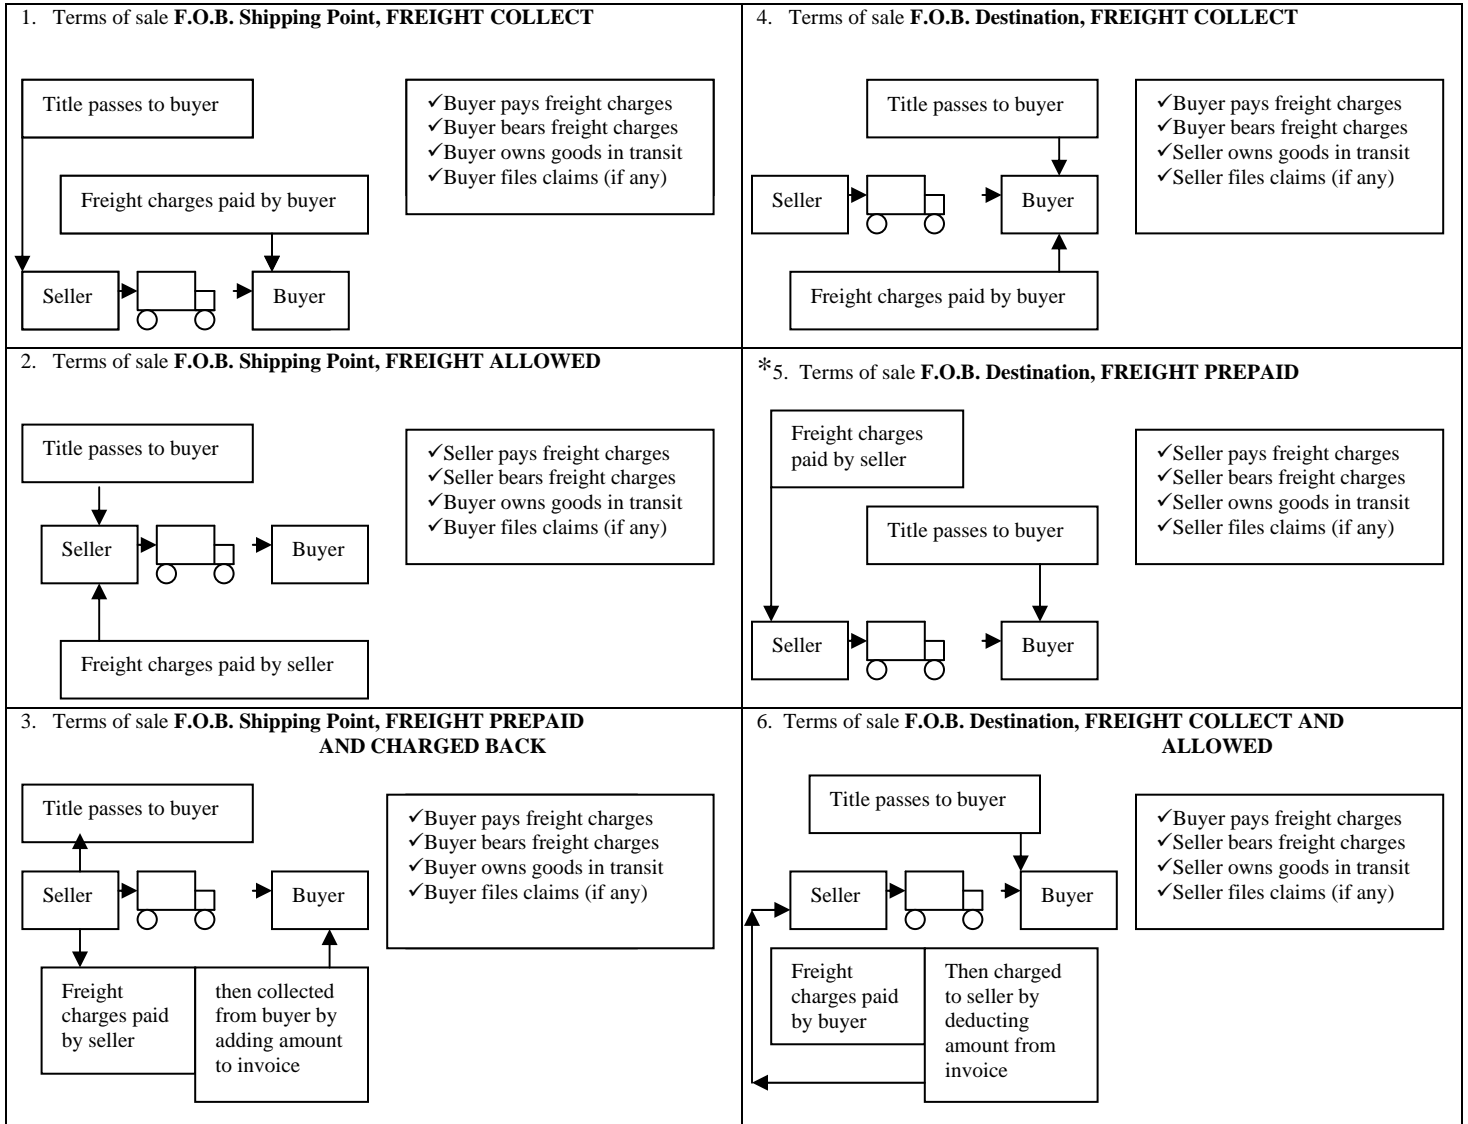 1. Terms of sale F.O.B. Shipping Point, FREIGHT COLLECT
Title passes to buyer
✓Buyer pays freight charges
✓Buyer bears freight charges
✓Buyer owns goods in transit
✓Buyer files claims (if any)
Freight charges paid by buyer
Seller
Buyer
4. Terms of sale F.O.B. Destination, FREIGHT COLLECT
Title passes to buyer
✓Buyer pays freight charges
✓Buyer bears freight charges
✓Seller owns goods in transit
✓Seller files claims (if any)
Seller
Buyer
Freight charges paid by buyer
2. Terms of sale F.O.B. Shipping Point, FREIGHT ALLOWED
Title passes to buyer
✓Seller pays freight charges
✓Seller bears freight charges
✓Buyer owns goods in transit
✓Buyer files claims (if any)
Seller
Buyer
Freight charges paid by seller
*5. Terms of sale F.O.B. Destination, FREIGHT PREPAID
Freight charges
paid by seller
✓Seller pays freight charges
✓Seller bears freight charges
✓Seller owns goods in transit
✓Seller files claims (if any)
Title passes to buyer
Seller
Buyer
3. Terms of sale F.O.B. Shipping Point, FREIGHT PREPAID
AND CHARGED BACK
Title passes to buyer
✓Buyer pays freight charges
✓Buyer bears freight charges
✓Buyer owns goods in transit
✓Buyer files claims (if any)
Seller
Buyer
Freight
charges paid
by seller
then collected
from buyer by
adding amount
to invoice
6. Terms of sale F.O.B. Destination, FREIGHT COLLECT AND
ALLOWED
Title passes to buyer
✓Buyer pays freight charges
✓Seller bears freight charges
✓Seller owns goods in transit
✓Seller files claims (if any)
Seller
Buyer
Freight
charges paid
by buyer
Then charged
to seller by
deducting
amount from
invoice